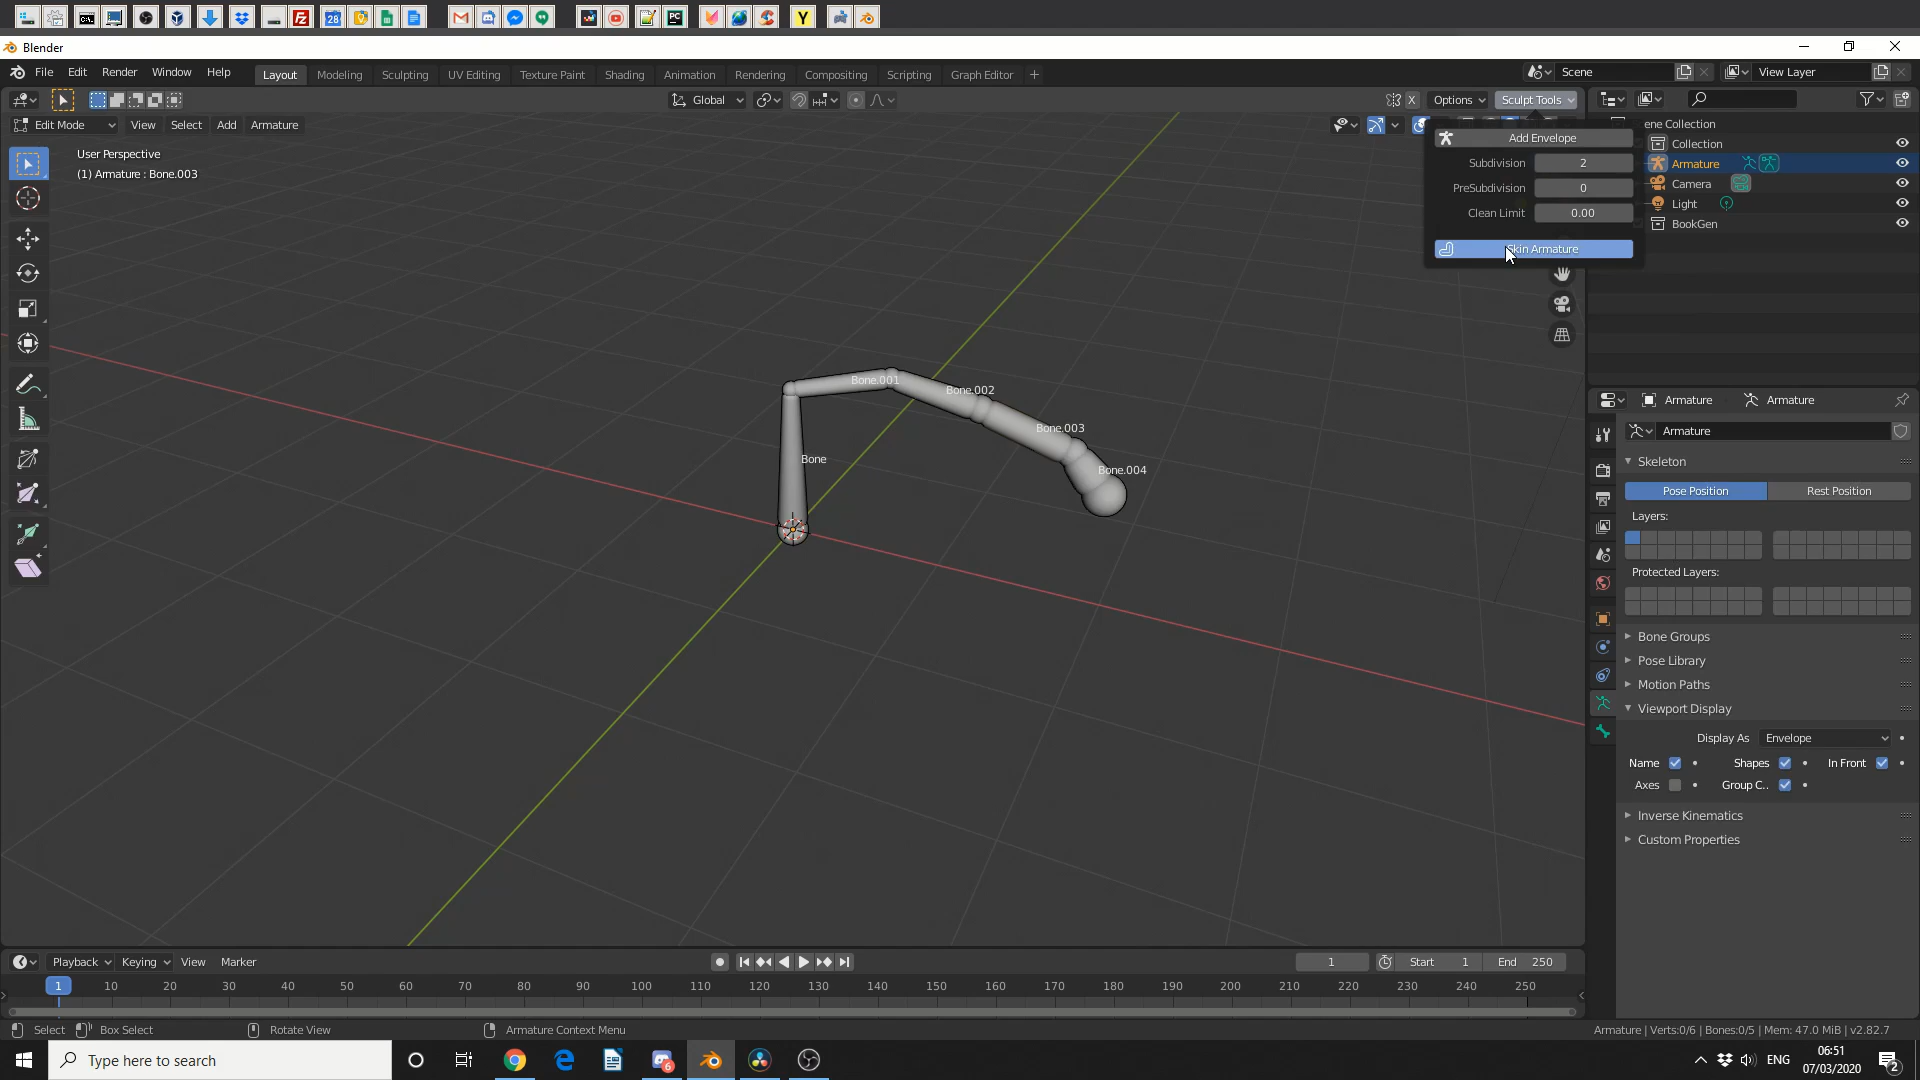 28
Y
Blender
File Edit Render Window Help
Layout Modeling Sculpting UV Editing Texture Paint Shading Animation Rendering Compositing Scripting Graph Editor +
Scene
View Layer
Global
X
Options
Sculpt Tools
Edit Mode View Select Add Armature
User Perspective
(1) Armature : Bone.003
Add Envelope
Subdivision 2
PreSubdivision 0
Clean Limit 0.00
Skin Armature
ene Collection
Collection
Armature
Camera
Light
BookGen
Bone.001
Bone.002
Bone.003
Bone
Bone.004
Armature Armature
Armature
Skeleton
Pose Position Rest Position
Layers:
Protected Layers:
Bone Groups
Pose Library
Motion Paths
Viewport Display
Display As Envelope
Name Shapes In Front
Axes Group C..
Inverse Kinematics
Custom Properties
Playback Keying View Marker
1 Start 1 End 250
1 10 20 30 40 50 60 70 80 90 100 110 120 130 140 150 160 170 180 190 200 210 220 230 240 250
Select Box Select Rotate View Armature Context Menu
Armature | Verts:0/6 | Bones:0/5 | Mem: 47.0 MiB | v2.82.7
Type here to search
6
ENG
06:51
07/03/2020
2